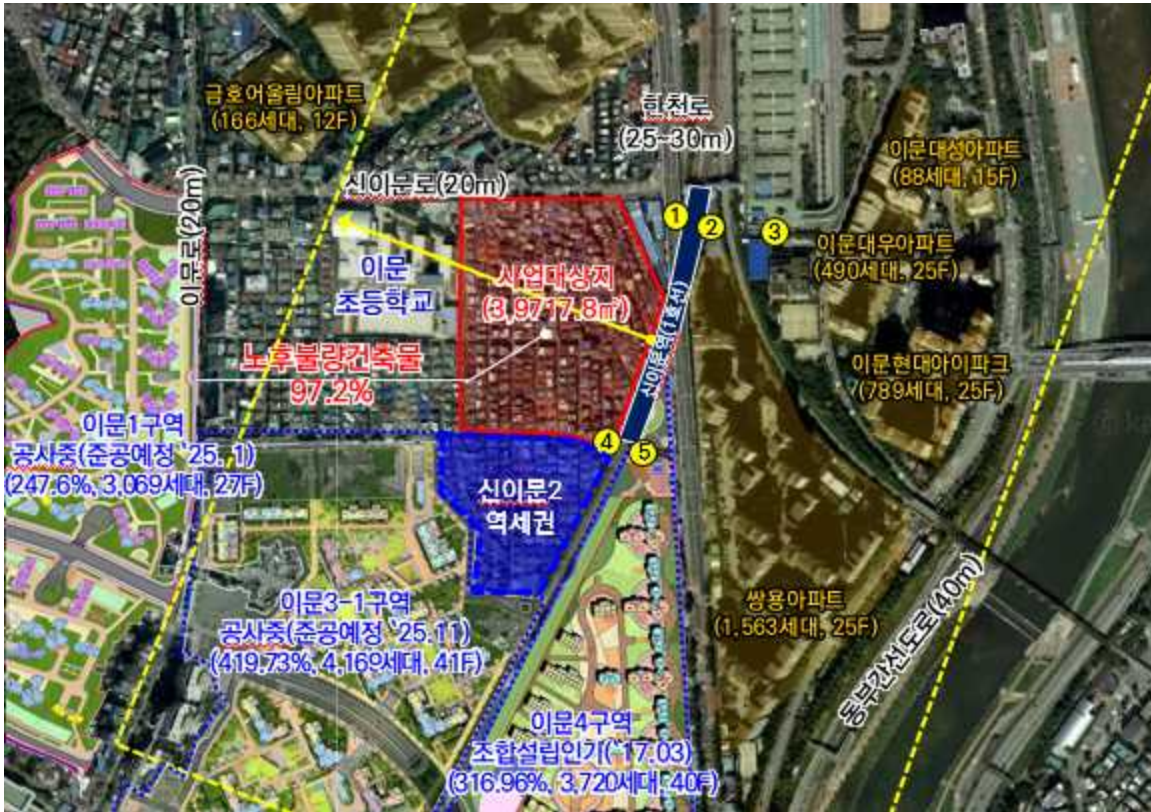 금호어울림아파트
(166세대, 12F)
한천로
(25~30m)
이문대성아파트
(88세대, 15F)
신이문로(20m)
이문로(20m)
①
②
③
이문대우아파트
(490세대, 25F)
이문
초등학교
사업대상지
(3,9717.8㎡)
신이문역(1호선)
노후불량건축물
97.2%
이문현대아이파크
(789세대, 25F)
이문1구역
공사중(준공예정 `25. 1)
(247.6%, 3,069세대, 27F)
④
⑤
신이문2
역세권
이문3-1구역
공사중(준공예정 `25.11)
(419.73%, 4,169세대, 41F)
쌍용아파트
(1,563세대, 25F)
동부간선도로(40m)
이문4구역
조합설립인가(`17.03)
(316.96%, 3,720세대, 40F)